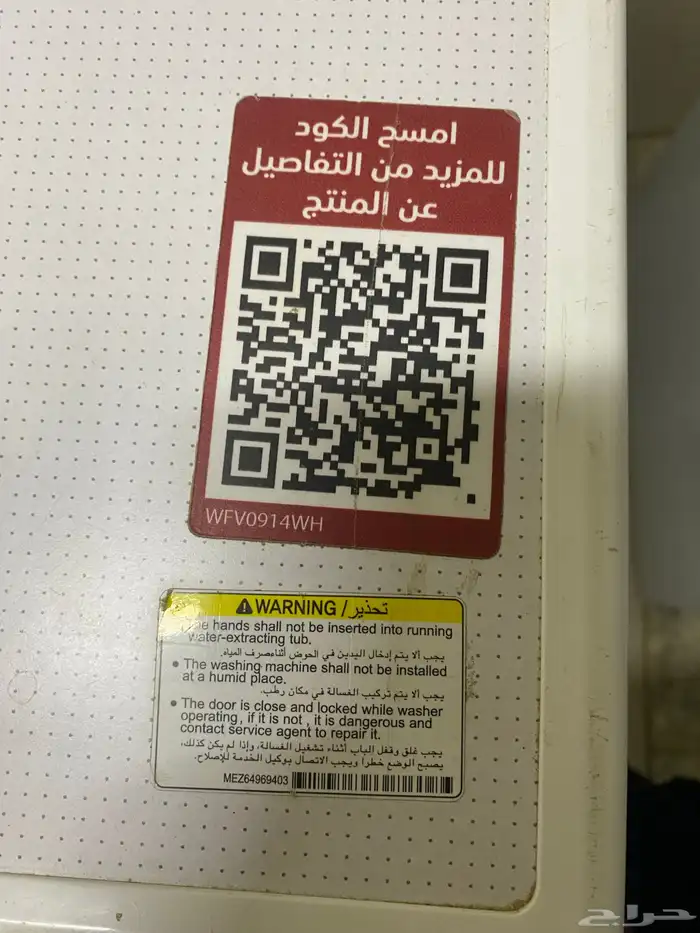 امسح الكود
للمزيد من التفاصيل
عن المنتج
WFV0914WH
WARNING / تحذير
The hands shall not be inserted into running
water-extracting tub.
يجب ألا يتم إدخال اليدين في الحوض أثناءصرف المياه.
• The washing machine shall not be installed
at a humid place.
يجب ألا يتم تركيب الغسالة في مكان رطب.
• The door is close and locked while washer
operating, if it is not , it is dangerous and
contact service agent to repair it.
يجب غلق وقفل الباب أثناء تشغيل الغسالة، وإذا لم يكن كذلك،
يصبح الوضع خطراً ويجب الاتصال بوكيل الخدمة للإصلاح.
MEZ64969403
حراج